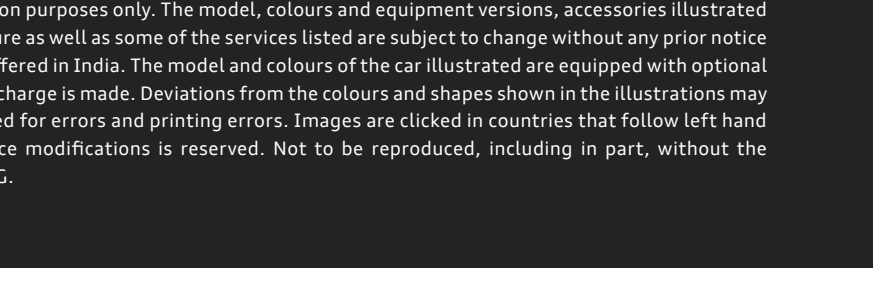 on purposes only. The model, colours and equipment versions, accessories illustrated
ure as well as some of the services listed are subject to change without any prior notice
ffered in India. The model and colours of the car illustrated are equipped with optional
charge is made. Deviations from the colours and shapes shown in the illustrations may
ed for errors and printing errors. Images are clicked in countries that follow left hand
ce modifications is reserved. Not to be reproduced, including in part, without the
G.